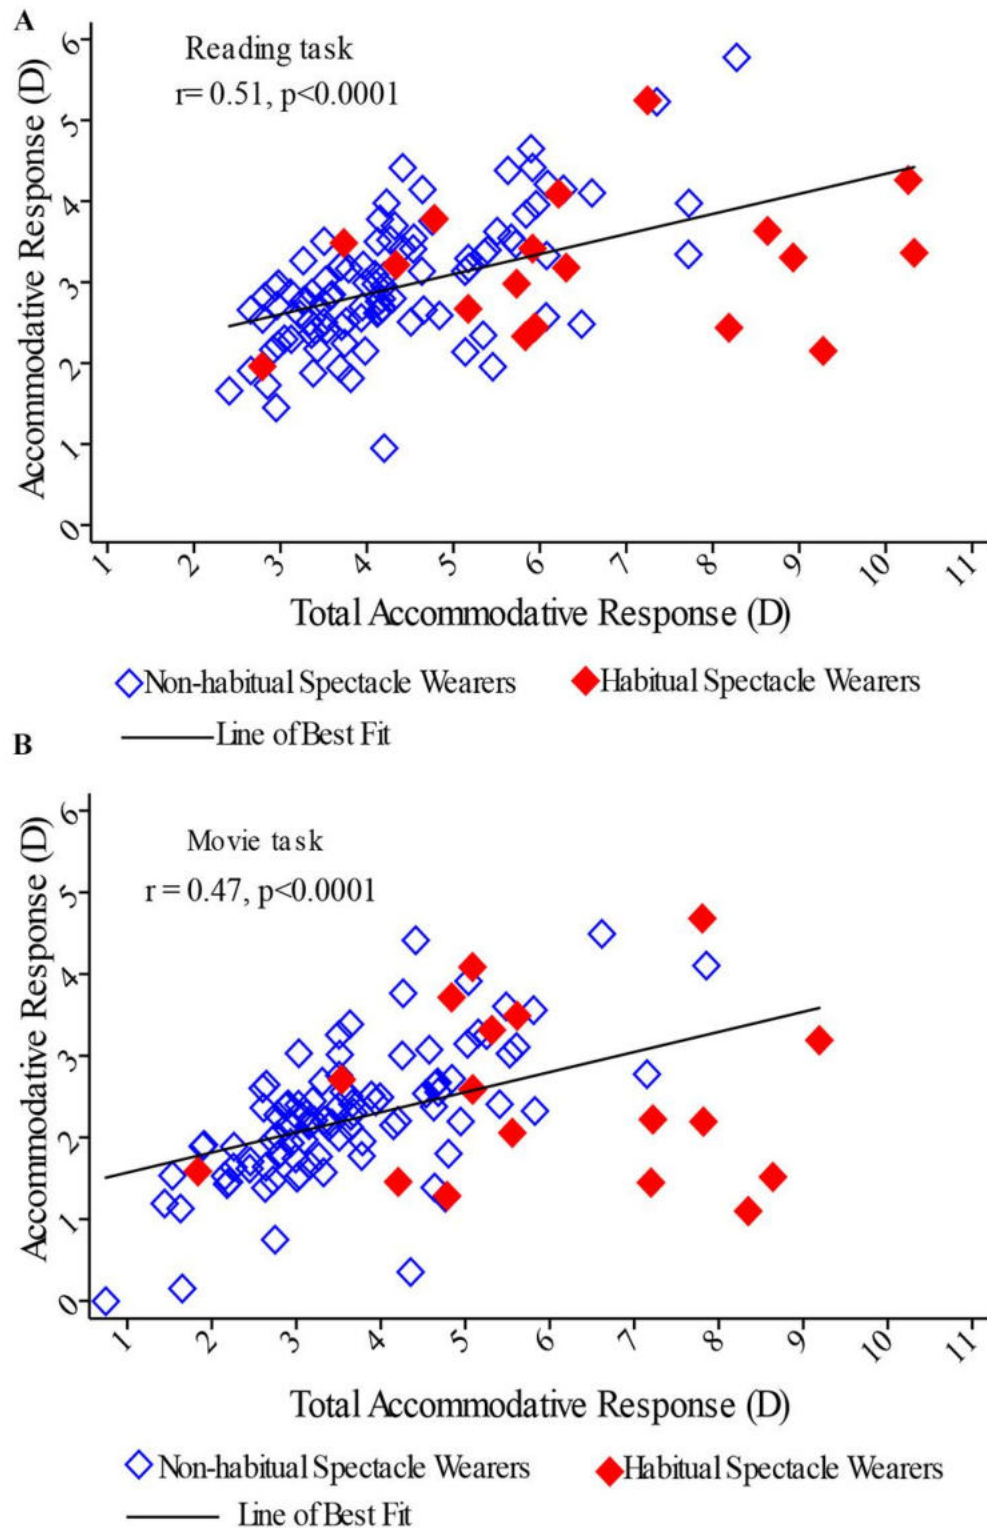 A
Reading task
r= 0.51, p<0.0001
Accommodative Response (D)
6
5
4
3
2
1
0
1 2 3 4 5 6 7 8 9 10 11
Total Accommodative Response (D)
Non-habitual Spectacle Wearers Habitual Spectacle Wearers
Line of Best Fit
B
Movie task
r = 0.47, p<0.0001
Accommodative Response (D)
6
5
4
3
2
1
0
1 2 3 4 5 6 7 8 9 10 11
Total Accommodative Response (D)
Non-habitual Spectacle Wearers Habitual Spectacle Wearers
Line of Best Fit